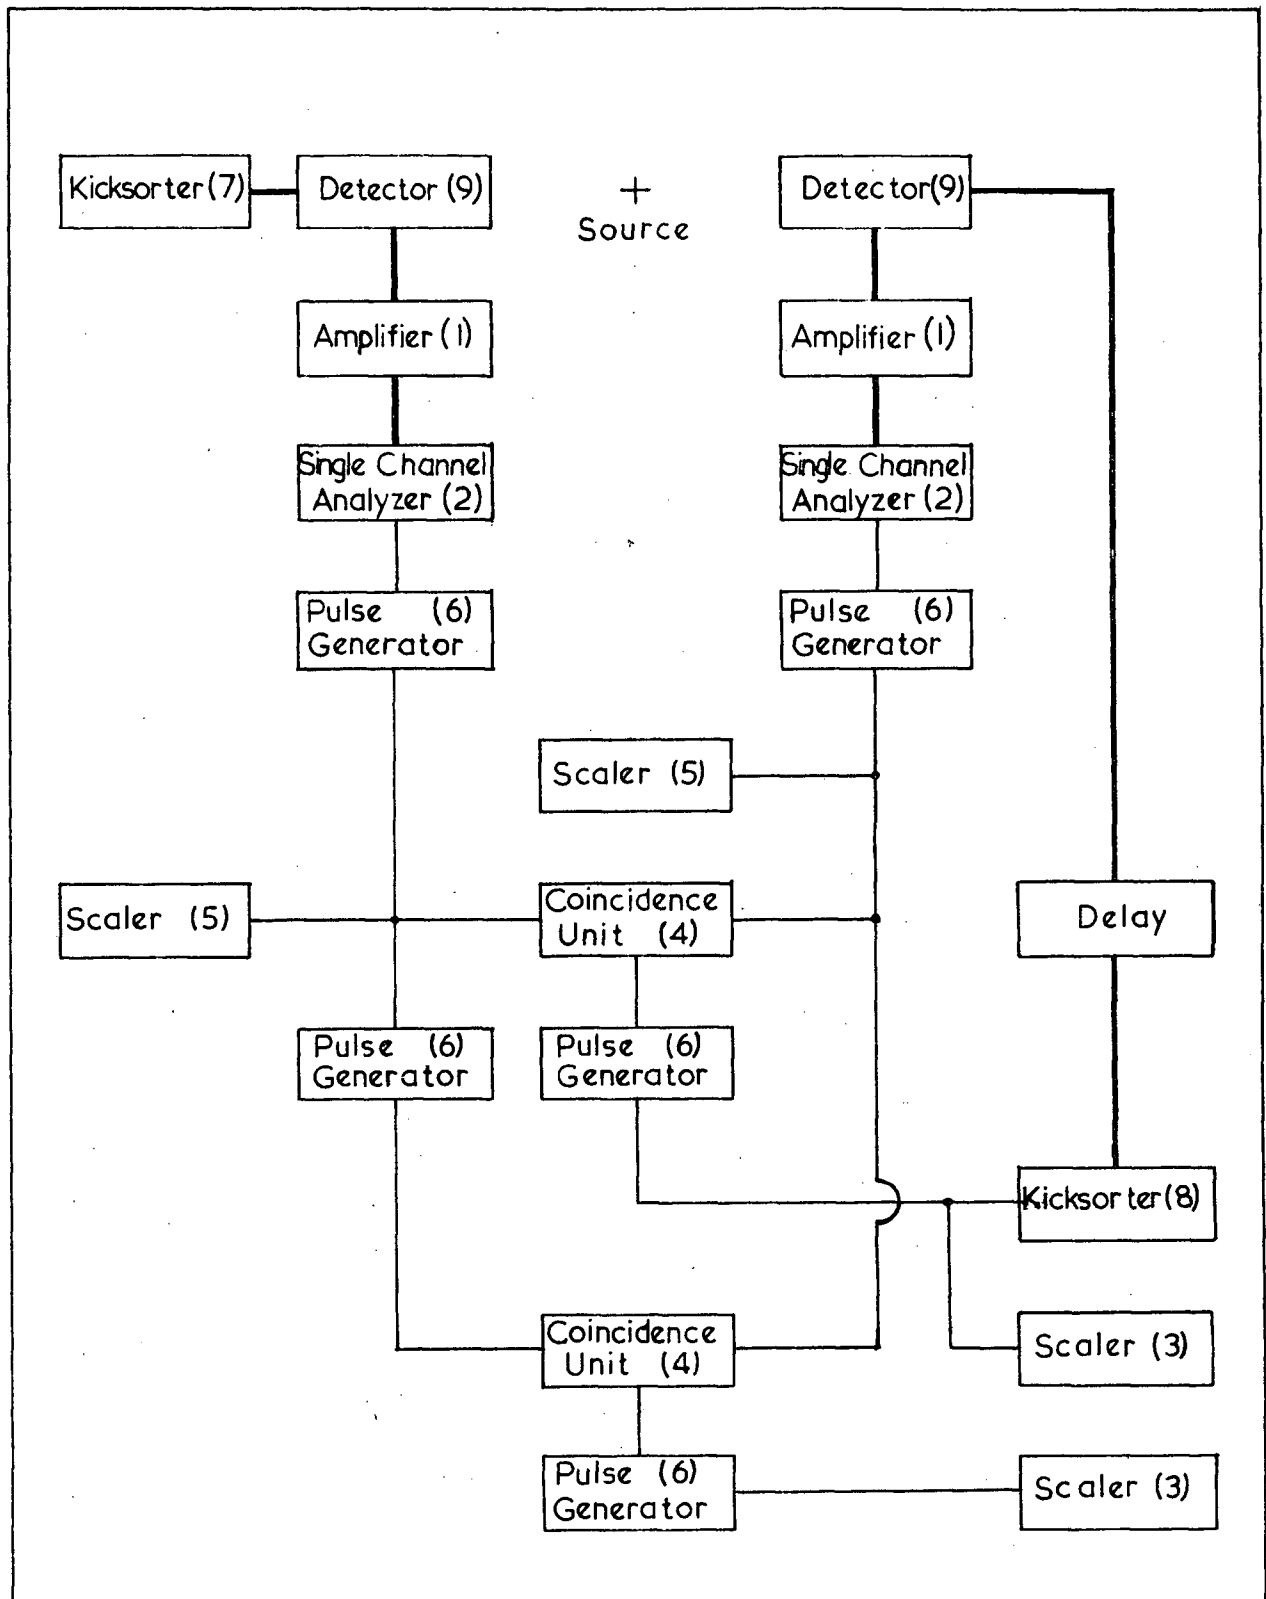 Kicksorter (7)
Detector (9)
+
Source
Detector (9)
Amplifier (1)
Amplifier (1)
Single Channel
Analyzer (2)
Single Channel
Analyzer (2)
Pulse (6)
Generator
Pulse (6)
Generator
Scaler (5)
Scaler (5)
Coincidence
Unit (4)
Delay
Pulse (6)
Generator
Pulse (6)
Generator
Kicksorter (8)
Coincidence
Unit (4)
Scaler (3)
Pulse (6)
Generator
Scaler (3)